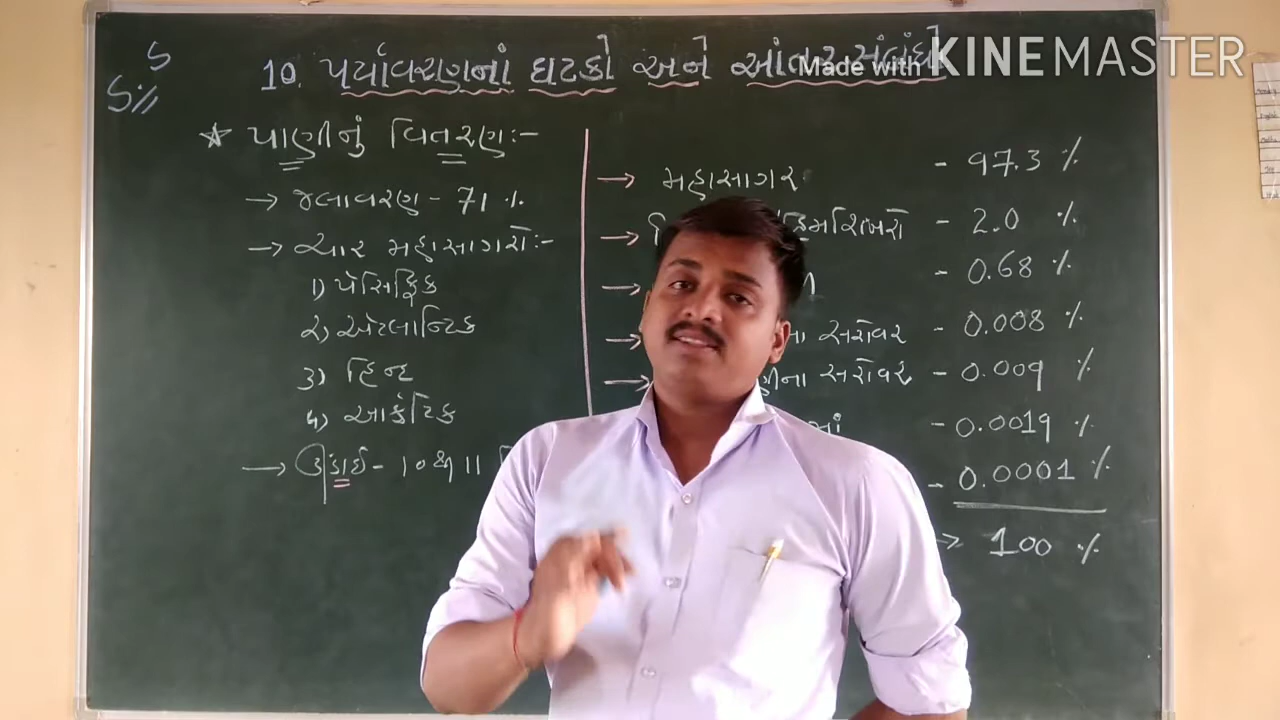 10. પર્યાવરણનાં ઘટકો અને આંતર સંબંધો
Made with KINEMASTER
★ પાણીનું વિતરણ :-
→ જલાવરણ - 71 %
→ ચાર મહાસાગરો :-
1) પેસિફિક
2) એટલાન્ટિક
3) હિન્દ
4) આર્કટિક
→ ઊંડાઈ - ૧૦૭૧૧
→ મહાસાગર - 97.3 %
→ હિમશિખરો - 2.0 %
→ - 0.68 %
→ સરોવર - 0.008 %
→ સરોવર - 0.009 %
- 0.0019 %
- 0.0001 %
→ 100 %